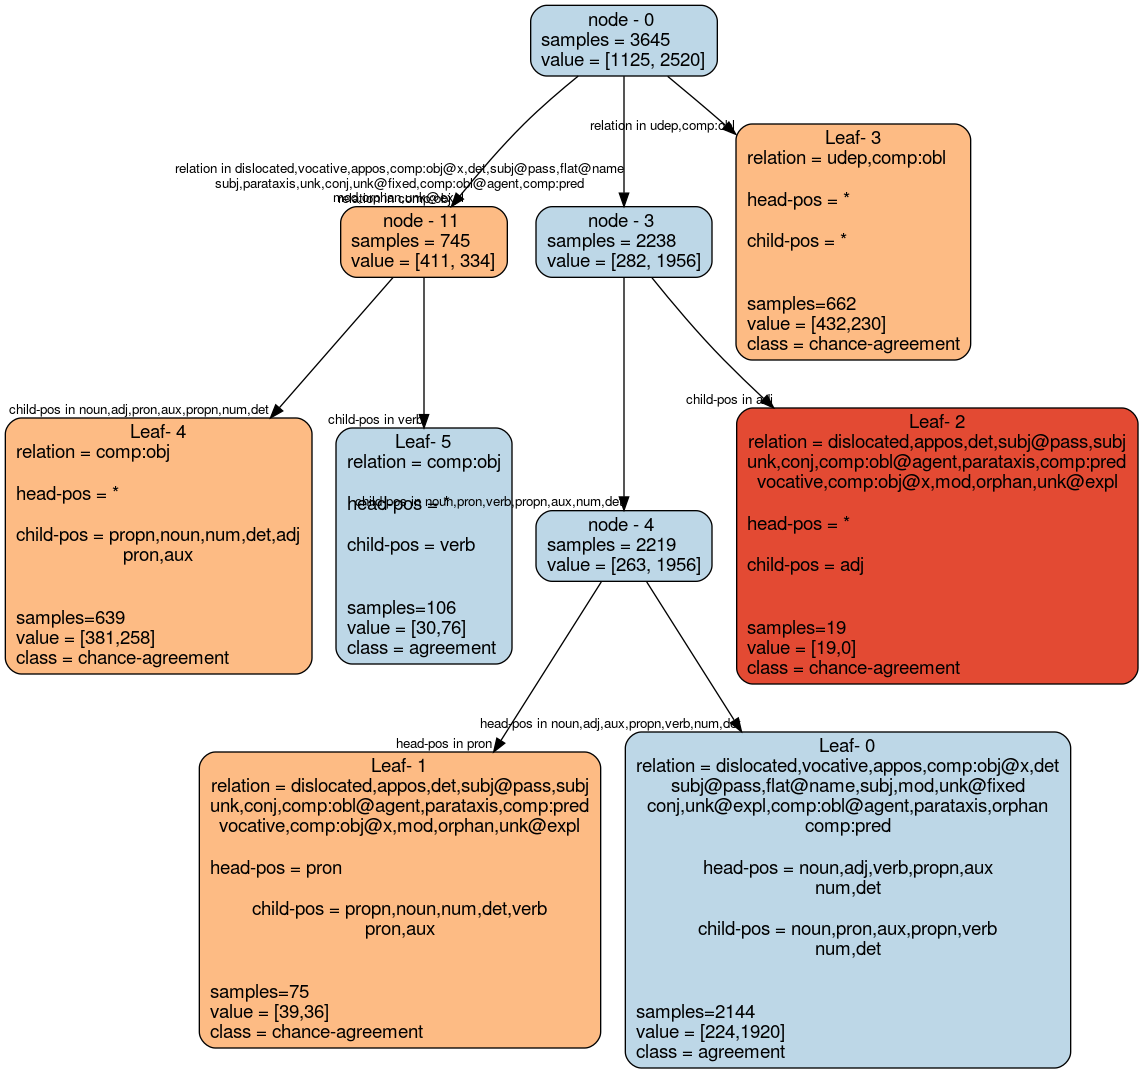 node - 0
samples = 3645
value = [1125, 2520]
relation in udep,comp:obl
Leaf- 3
relation = udep,comp:obl
head-pos = *
child-pos = *
samples=662
value = [432,230]
class = chance-agreement
relation in dislocated,vocative,appos,comp:obj@x,det,subj@pass,flat@name
subj,parataxis,unk,conj,unk@fixed,comp:obl@agent,comp:pred
mod,orphan,unk@expl
relation in comp:obj
node - 11
samples = 745
value = [411, 334]
node - 3
samples = 2238
value = [282, 1956]
child-pos in noun,adj,pron,aux,propn,num,det
Leaf- 4
relation = comp:obj
head-pos = *
child-pos = propn,noun,num,det,adj
pron,aux
samples=639
value = [381,258]
class = chance-agreement
child-pos in verb
Leaf- 5
relation = comp:obj
head-pos = *
child-pos = verb
samples=106
value = [30,76]
class = agreement
child-pos in noun,pron,verb,propn,aux,num,det
node - 4
samples = 2219
value = [263, 1956]
child-pos in adj
Leaf- 2
relation = dislocated,appos,det,subj@pass,subj
unk,conj,comp:obl@agent,parataxis,comp:pred
vocative,comp:obj@x,mod,orphan,unk@expl
head-pos = *
child-pos = adj
samples=19
value = [19,0]
class = chance-agreement
head-pos in pron
Leaf- 1
relation = dislocated,appos,det,subj@pass,subj
unk,conj,comp:obl@agent,parataxis,comp:pred
vocative,comp:obj@x,mod,orphan,unk@expl
head-pos = pron
child-pos = propn,noun,num,det,verb
pron,aux
samples=75
value = [39,36]
class = chance-agreement
head-pos in noun,adj,aux,propn,verb,num,det
Leaf- 0
relation = dislocated,vocative,appos,comp:obj@x,det
subj@pass,flat@name,subj,mod,unk@fixed
conj,unk@expl,comp:obl@agent,parataxis,orphan
comp:pred
head-pos = noun,adj,verb,propn,aux
num,det
child-pos = noun,pron,aux,propn,verb
num,det
samples=2144
value = [224,1920]
class = agreement